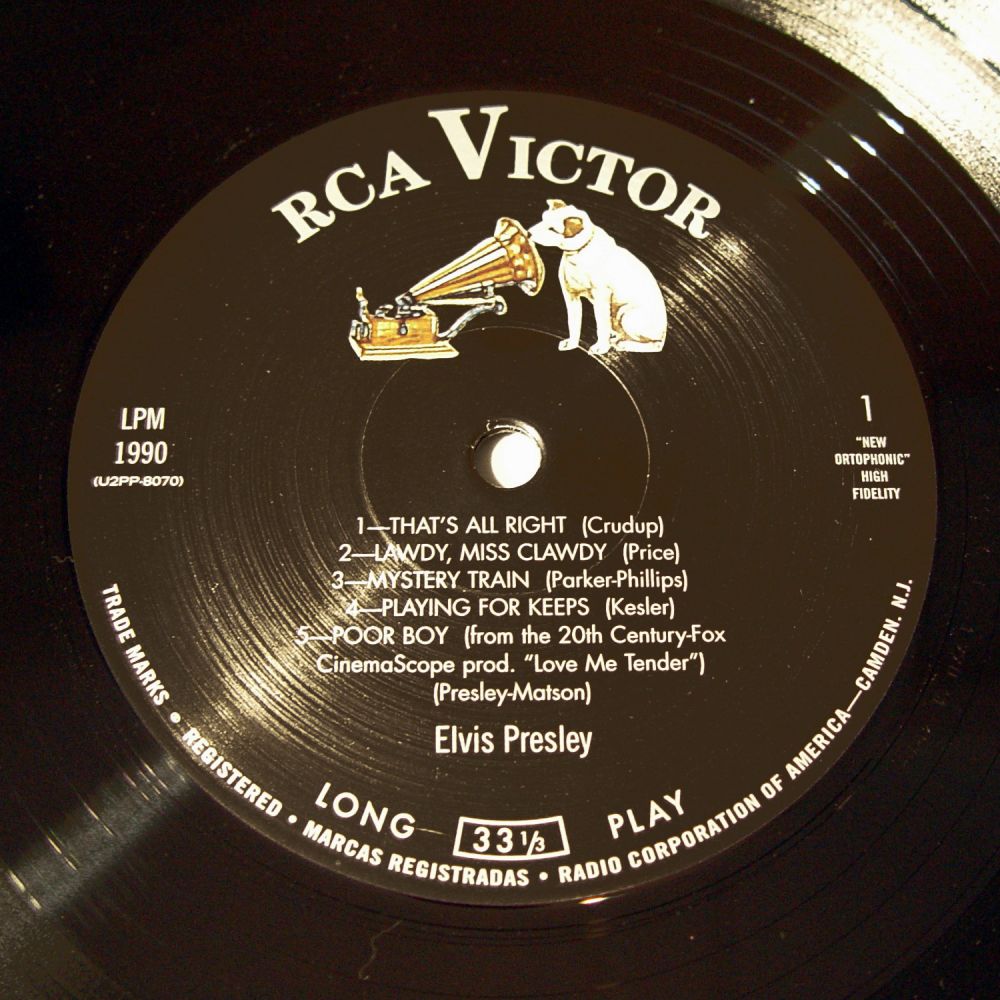 RCA VICTOR
LPM
1990
(U2PP-8070)
1
"NEW
ORTOPHONIC"
HIGH
FIDELITY
1—THAT'S ALL RIGHT (Crudup)
2—LAWDY, MISS CLAWDY (Price)
3—MYSTERY TRAIN (Parker-Phillips)
4—PLAYING FOR KEEPS (Kesler)
5—POOR BOY (from the 20th Century-Fox
CinemaScope prod. "Love Me Tender")
(Presley-Matson)
Elvis Presley
LONG 33 1/3 PLAY
TRADE MARKS • REGISTERED • MARCAS REGISTRADAS • RADIO CORPORATION OF AMERICA—CAMDEN. N.J.